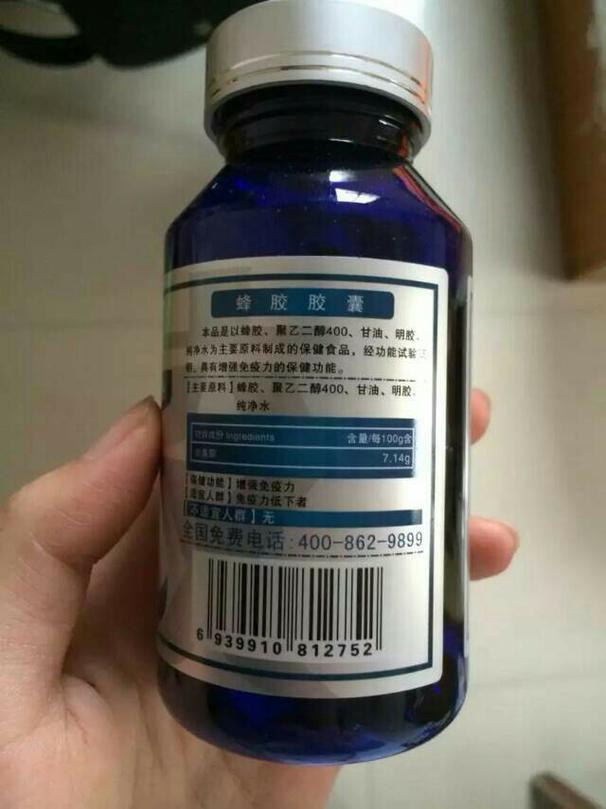 蜂胶胶囊
本品是以蜂胶、聚乙二醇400、甘油、明胶、
纯净水为主要原料制成的保健食品，经功能试验证
明，具有增强免疫力的保健功能。
【主要原料】蜂胶、聚乙二醇400、甘油、明胶、
纯净水
功效成份 Ingredients 含量/每100g含
总黄酮 7.14g
【保健功能】增强免疫力
【适宜人群】免疫力低下者
【不适宜人群】无
全国免费电话:400-862-9899
6 939910 812752